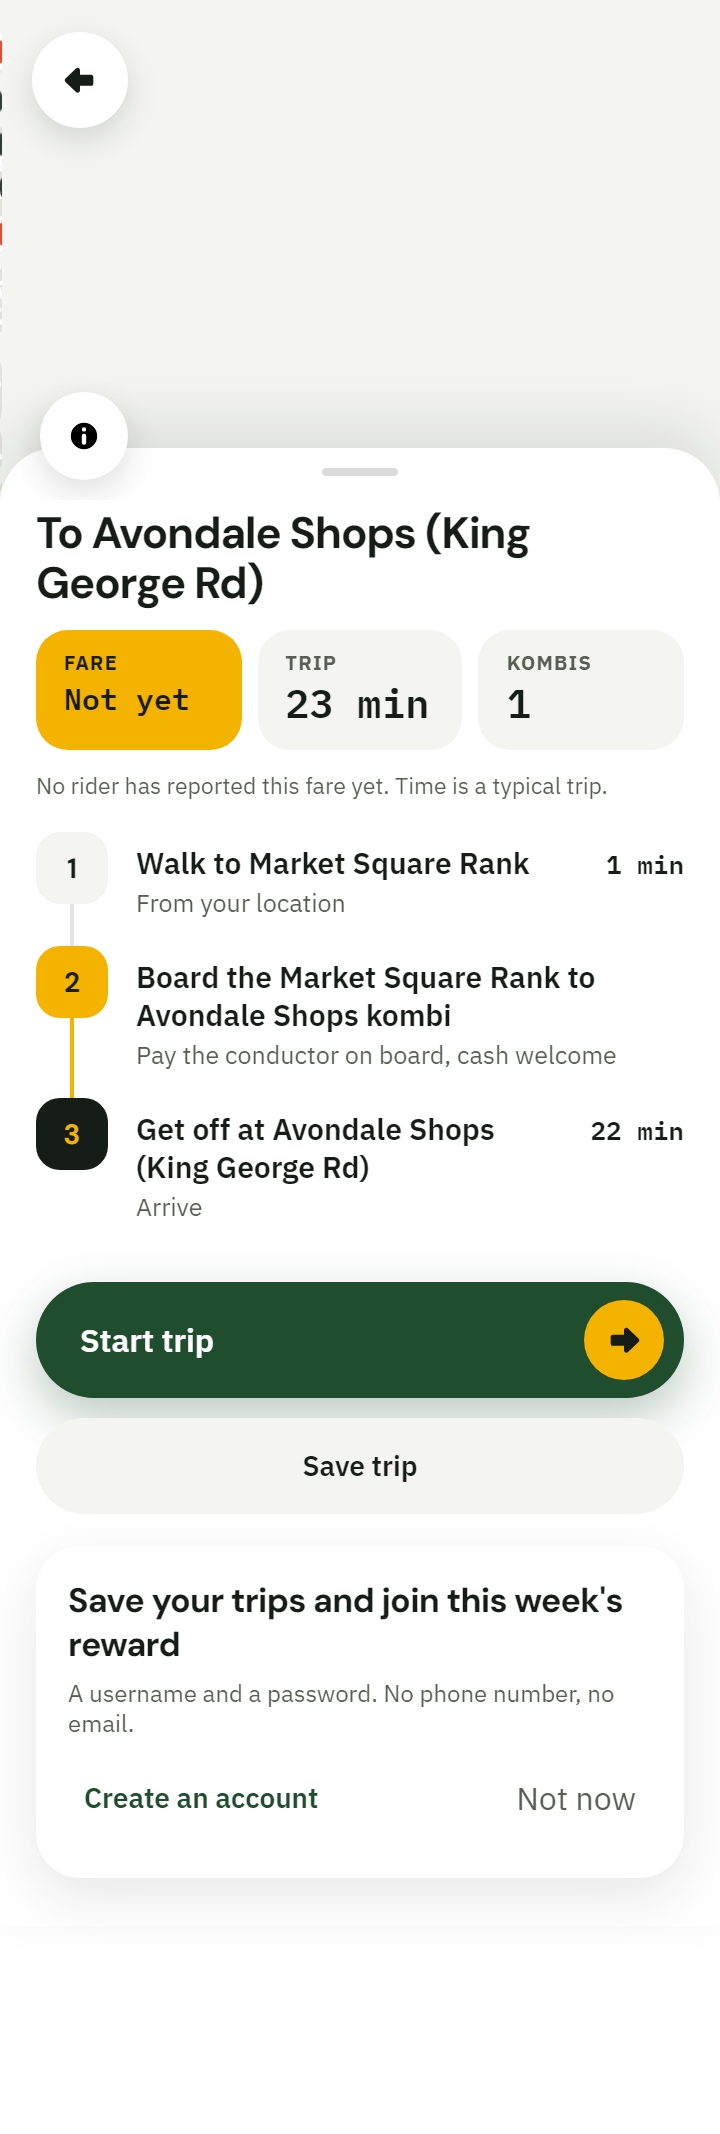 To Avondale Shops (King
George Rd)
FARE
Not yet
TRIP
23 min
KOMBIS
1
No rider has reported this fare yet. Time is a typical trip.
1
Walk to Market Square Rank
1 min
From your location
2
Board the Market Square Rank to
Avondale Shops kombi
Pay the conductor on board, cash welcome
3
Get off at Avondale Shops
22 min
(King George Rd)
Arrive
Start trip
Save trip
Save your trips and join this week's
reward
A username and a password. No phone number, no
email.
Create an account
Not now